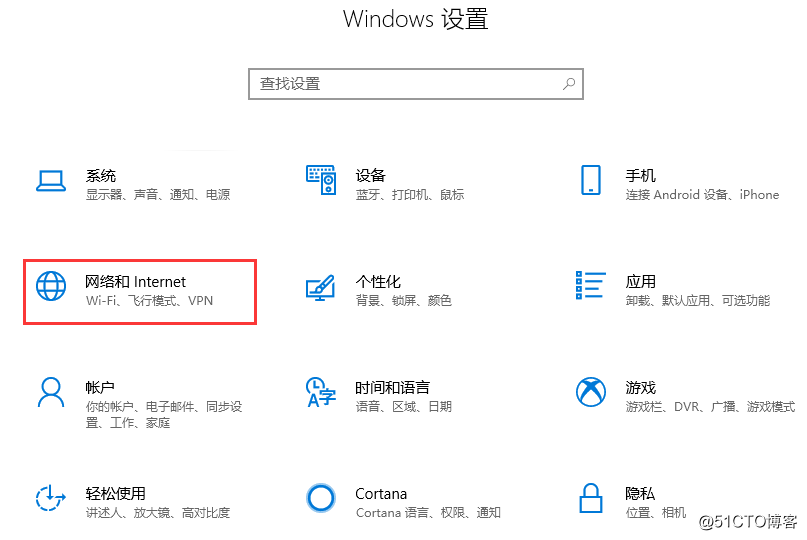 Windows 设置
查找设置
系统
显示器、声音、通知、电源
设备
蓝牙、打印机、鼠标
手机
连接 Android 设备、iPhone
网络和 Internet
Wi-Fi、飞行模式、VPN
个性化
背景、锁屏、颜色
应用
卸载、默认应用、可选功能
帐户
你的帐户、电子邮件、同步设
置、工作、家庭
时间和语言
语音、区域、日期
游戏
游戏栏、DVR、广播、游戏模式
轻松使用
讲述人、放大镜、高对比度
Cortana
Cortana 语言、权限、通知
隐私
位置、相机
@51CTO博客